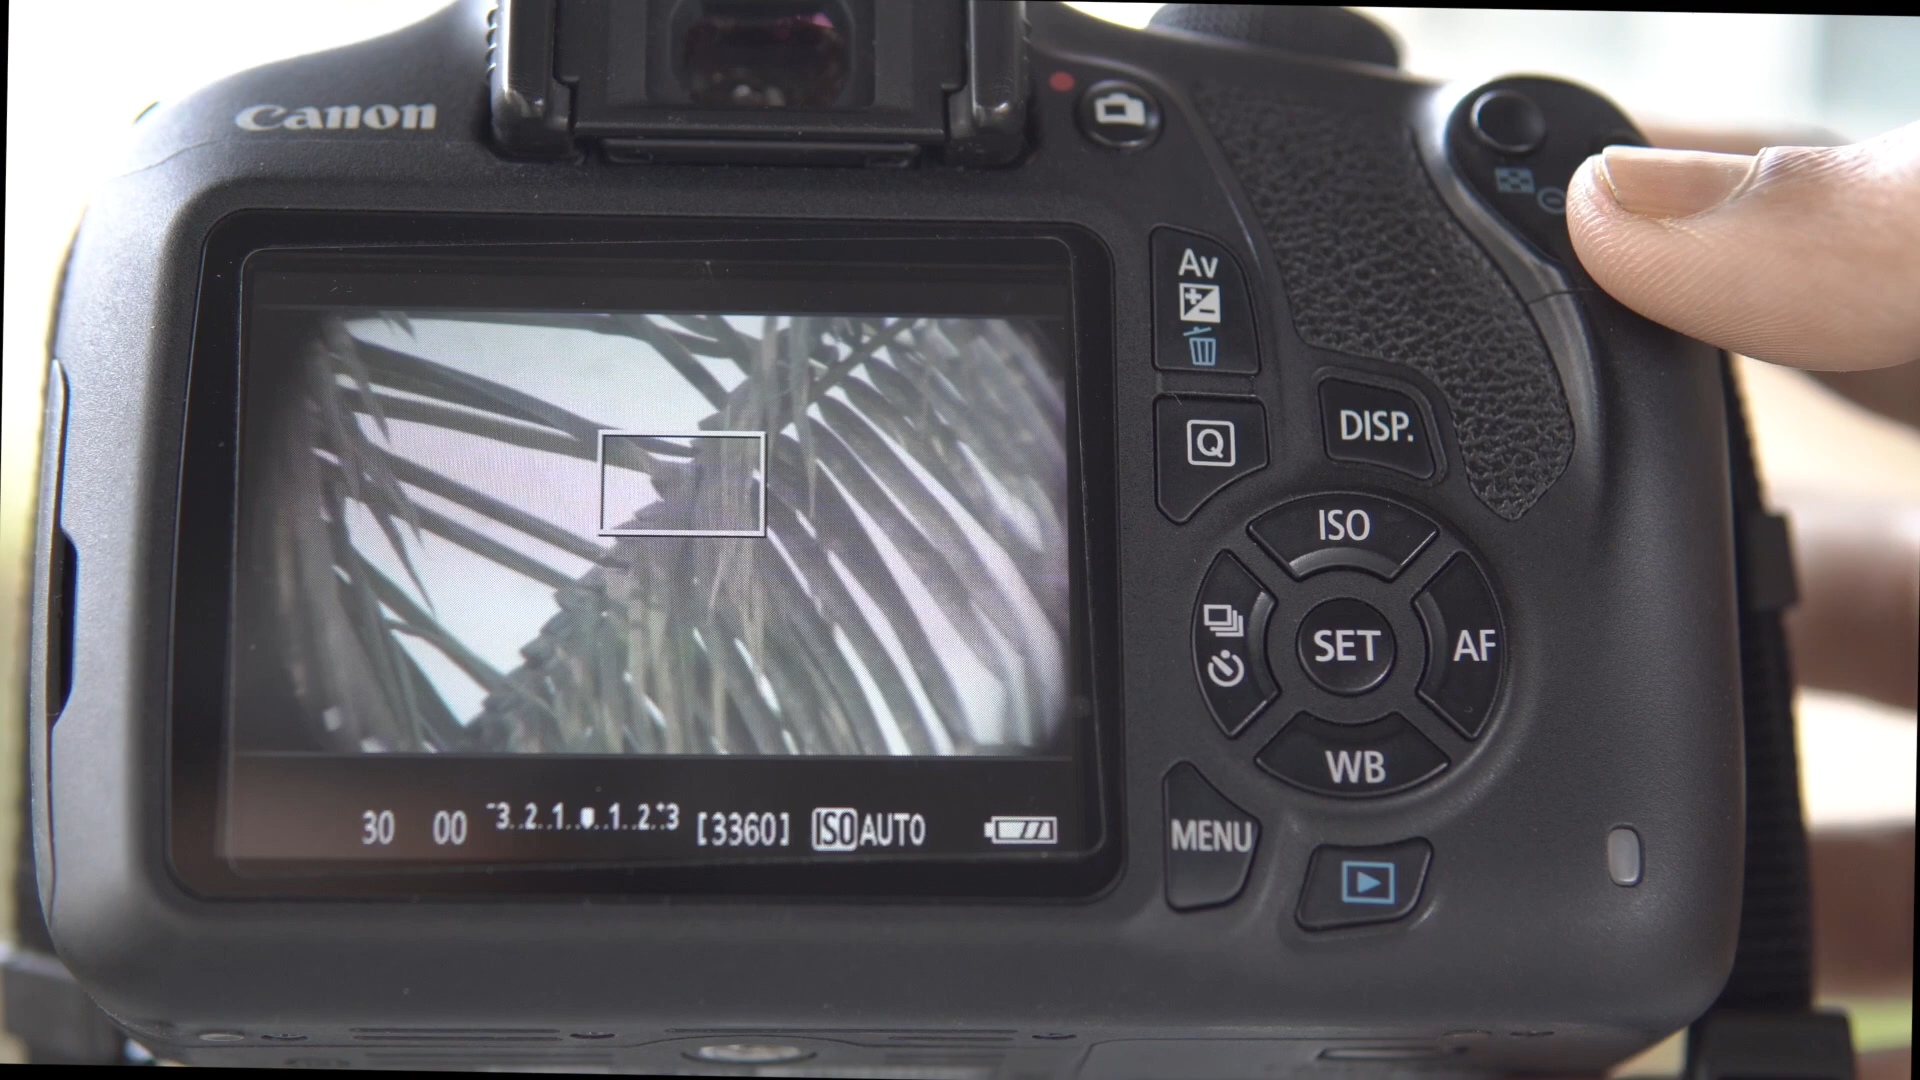 Canon
Av
Q
DISP.
ISO
AF
SET
WB
MENU
30 00 -3..2..1..0..1..2..+3 [3360] ISO AUTO